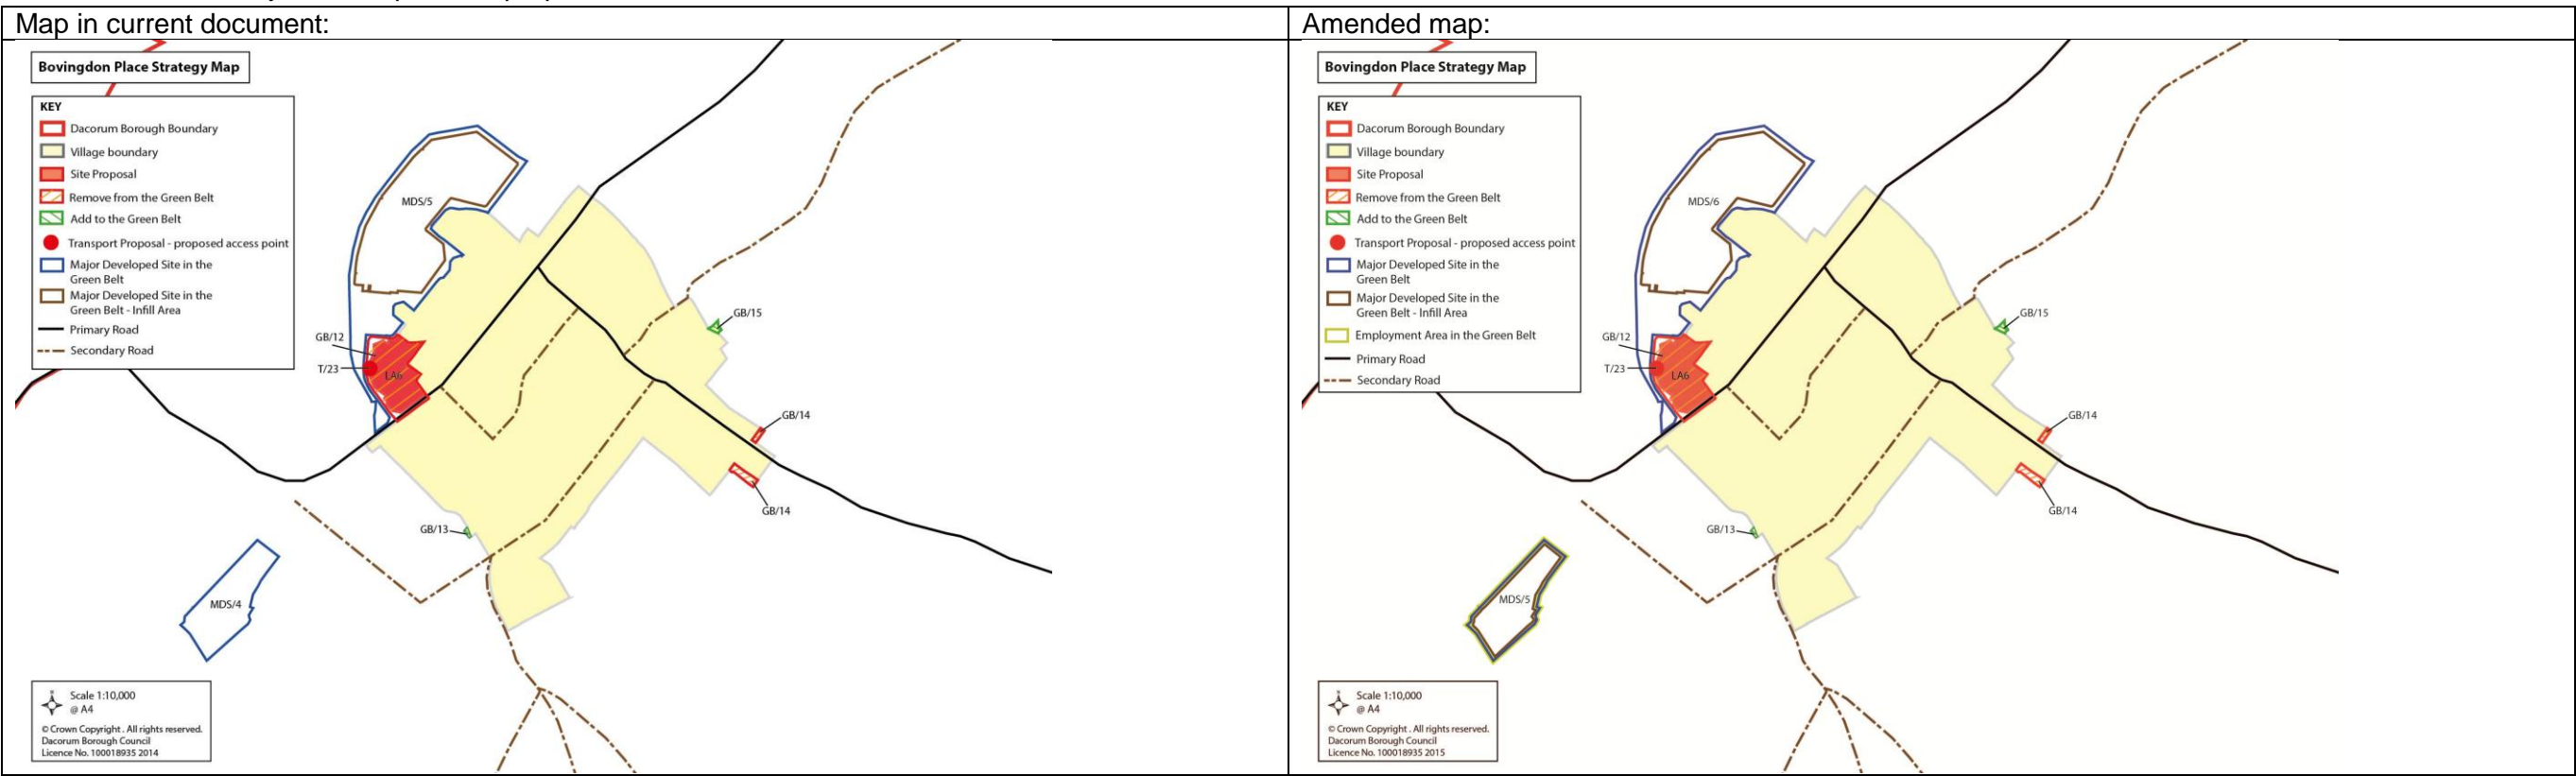 Map in current document:
Bovingdon Place Strategy Map
KEY
Dacorum Borough Boundary
Village boundary
Site Proposal
Remove from the Green Belt
Add to the Green Belt
Transport Proposal - proposed access point
Major Developed Site in the
Green Belt
Major Developed Site in the
Green Belt - Infill Area
Primary Road
Secondary Road
MDS/5
GB/15
GB/12
T/23
LA6
GB/14
GB/14
GB/13
MDS/4
Scale 1:10,000
@ A4
© Crown Copyright . All rights reserved.
Dacorum Borough Council
Licence No. 100018935 2014
Amended map:
Bovingdon Place Strategy Map
KEY
Dacorum Borough Boundary
Village boundary
Site Proposal
Remove from the Green Belt
Add to the Green Belt
Transport Proposal - proposed access point
Major Developed Site in the
Green Belt
Major Developed Site in the
Green Belt - Infill Area
Employment Area in the Green Belt
Primary Road
Secondary Road
MDS/6
GB/15
GB/12
T/23
LA6
GB/14
GB/14
GB/13
MDS/5
Scale 1:10,000
@ A4
© Crown Copyright . All rights reserved.
Dacorum Borough Council
Licence No. 100018935 2015